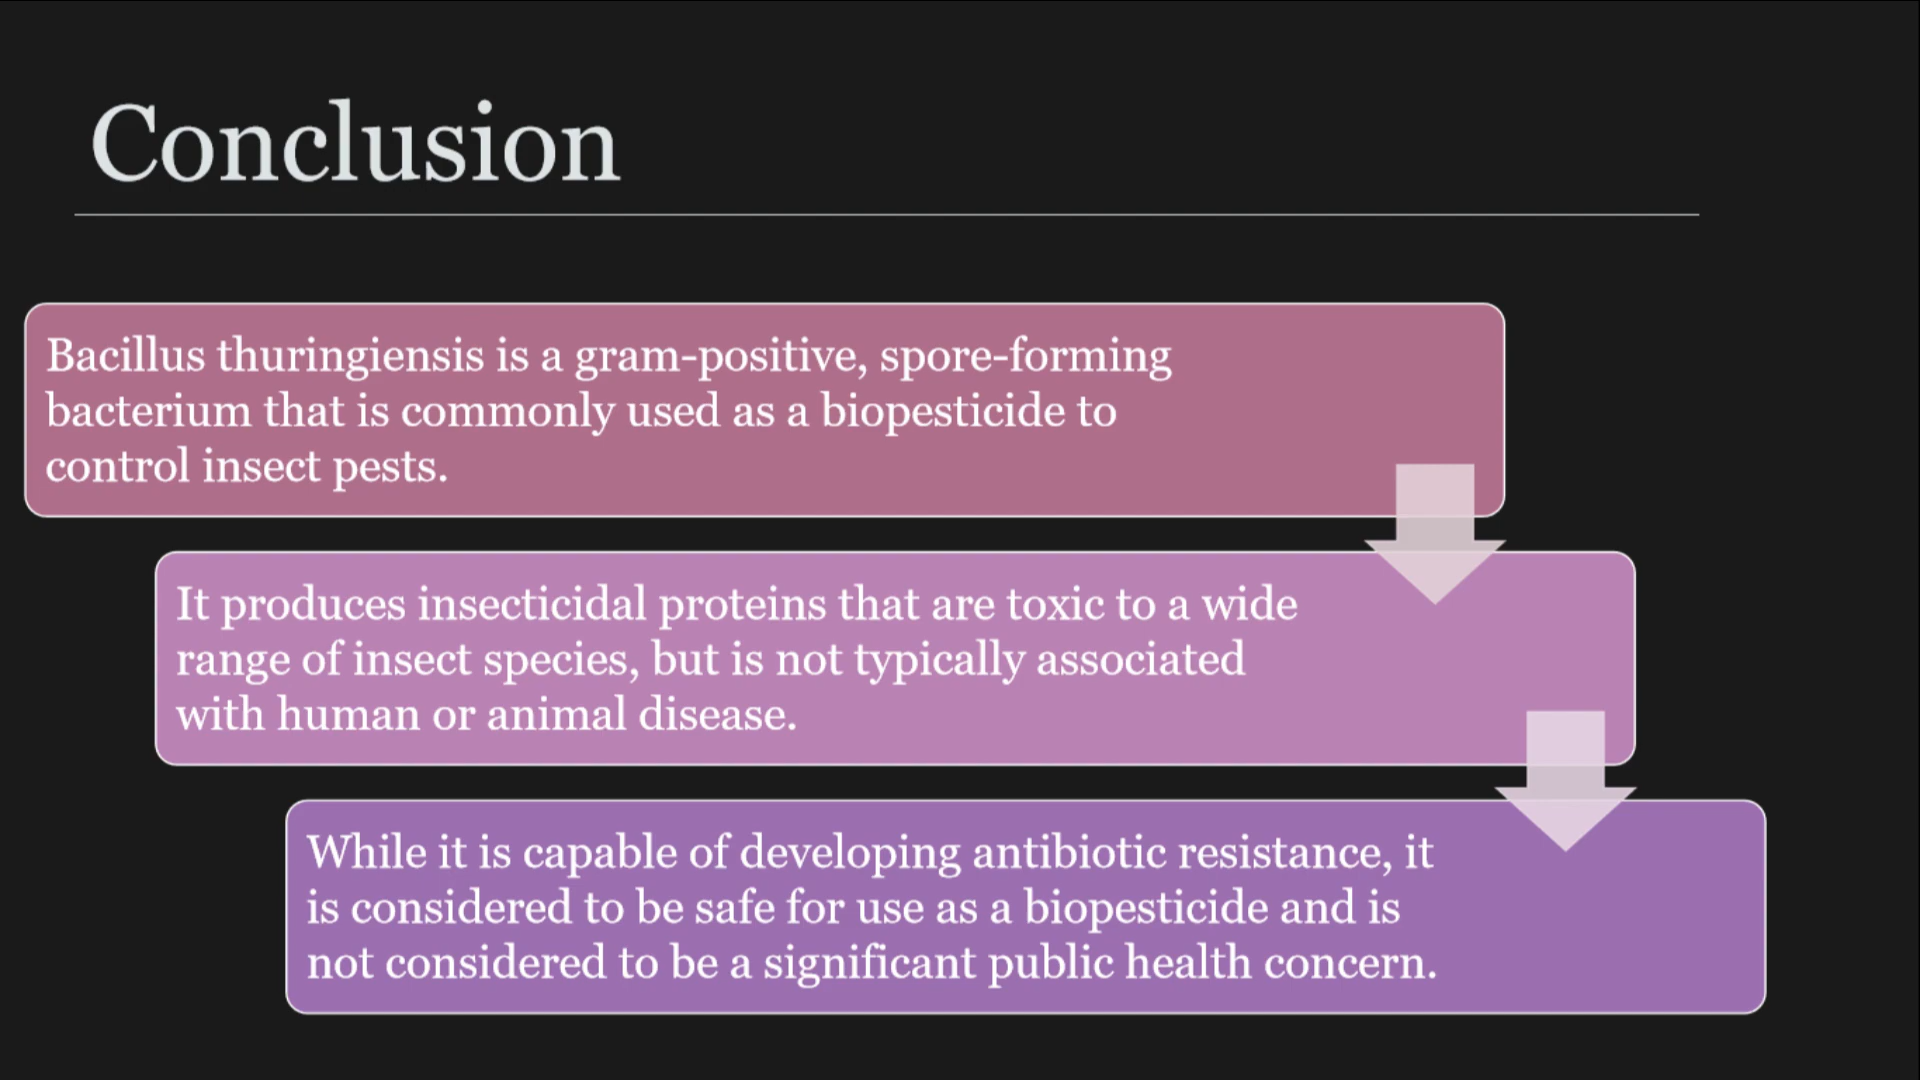 Conclusion
Bacillus thuringiensis is a gram-positive, spore-forming
bacterium that is commonly used as a biopesticide to
control insect pests.
It produces insecticidal proteins that are toxic to a wide
range of insect species, but is not typically associated
with human or animal disease.
While it is capable of developing antibiotic resistance, it
is considered to be safe for use as a biopesticide and is
not considered to be a significant public health concern.